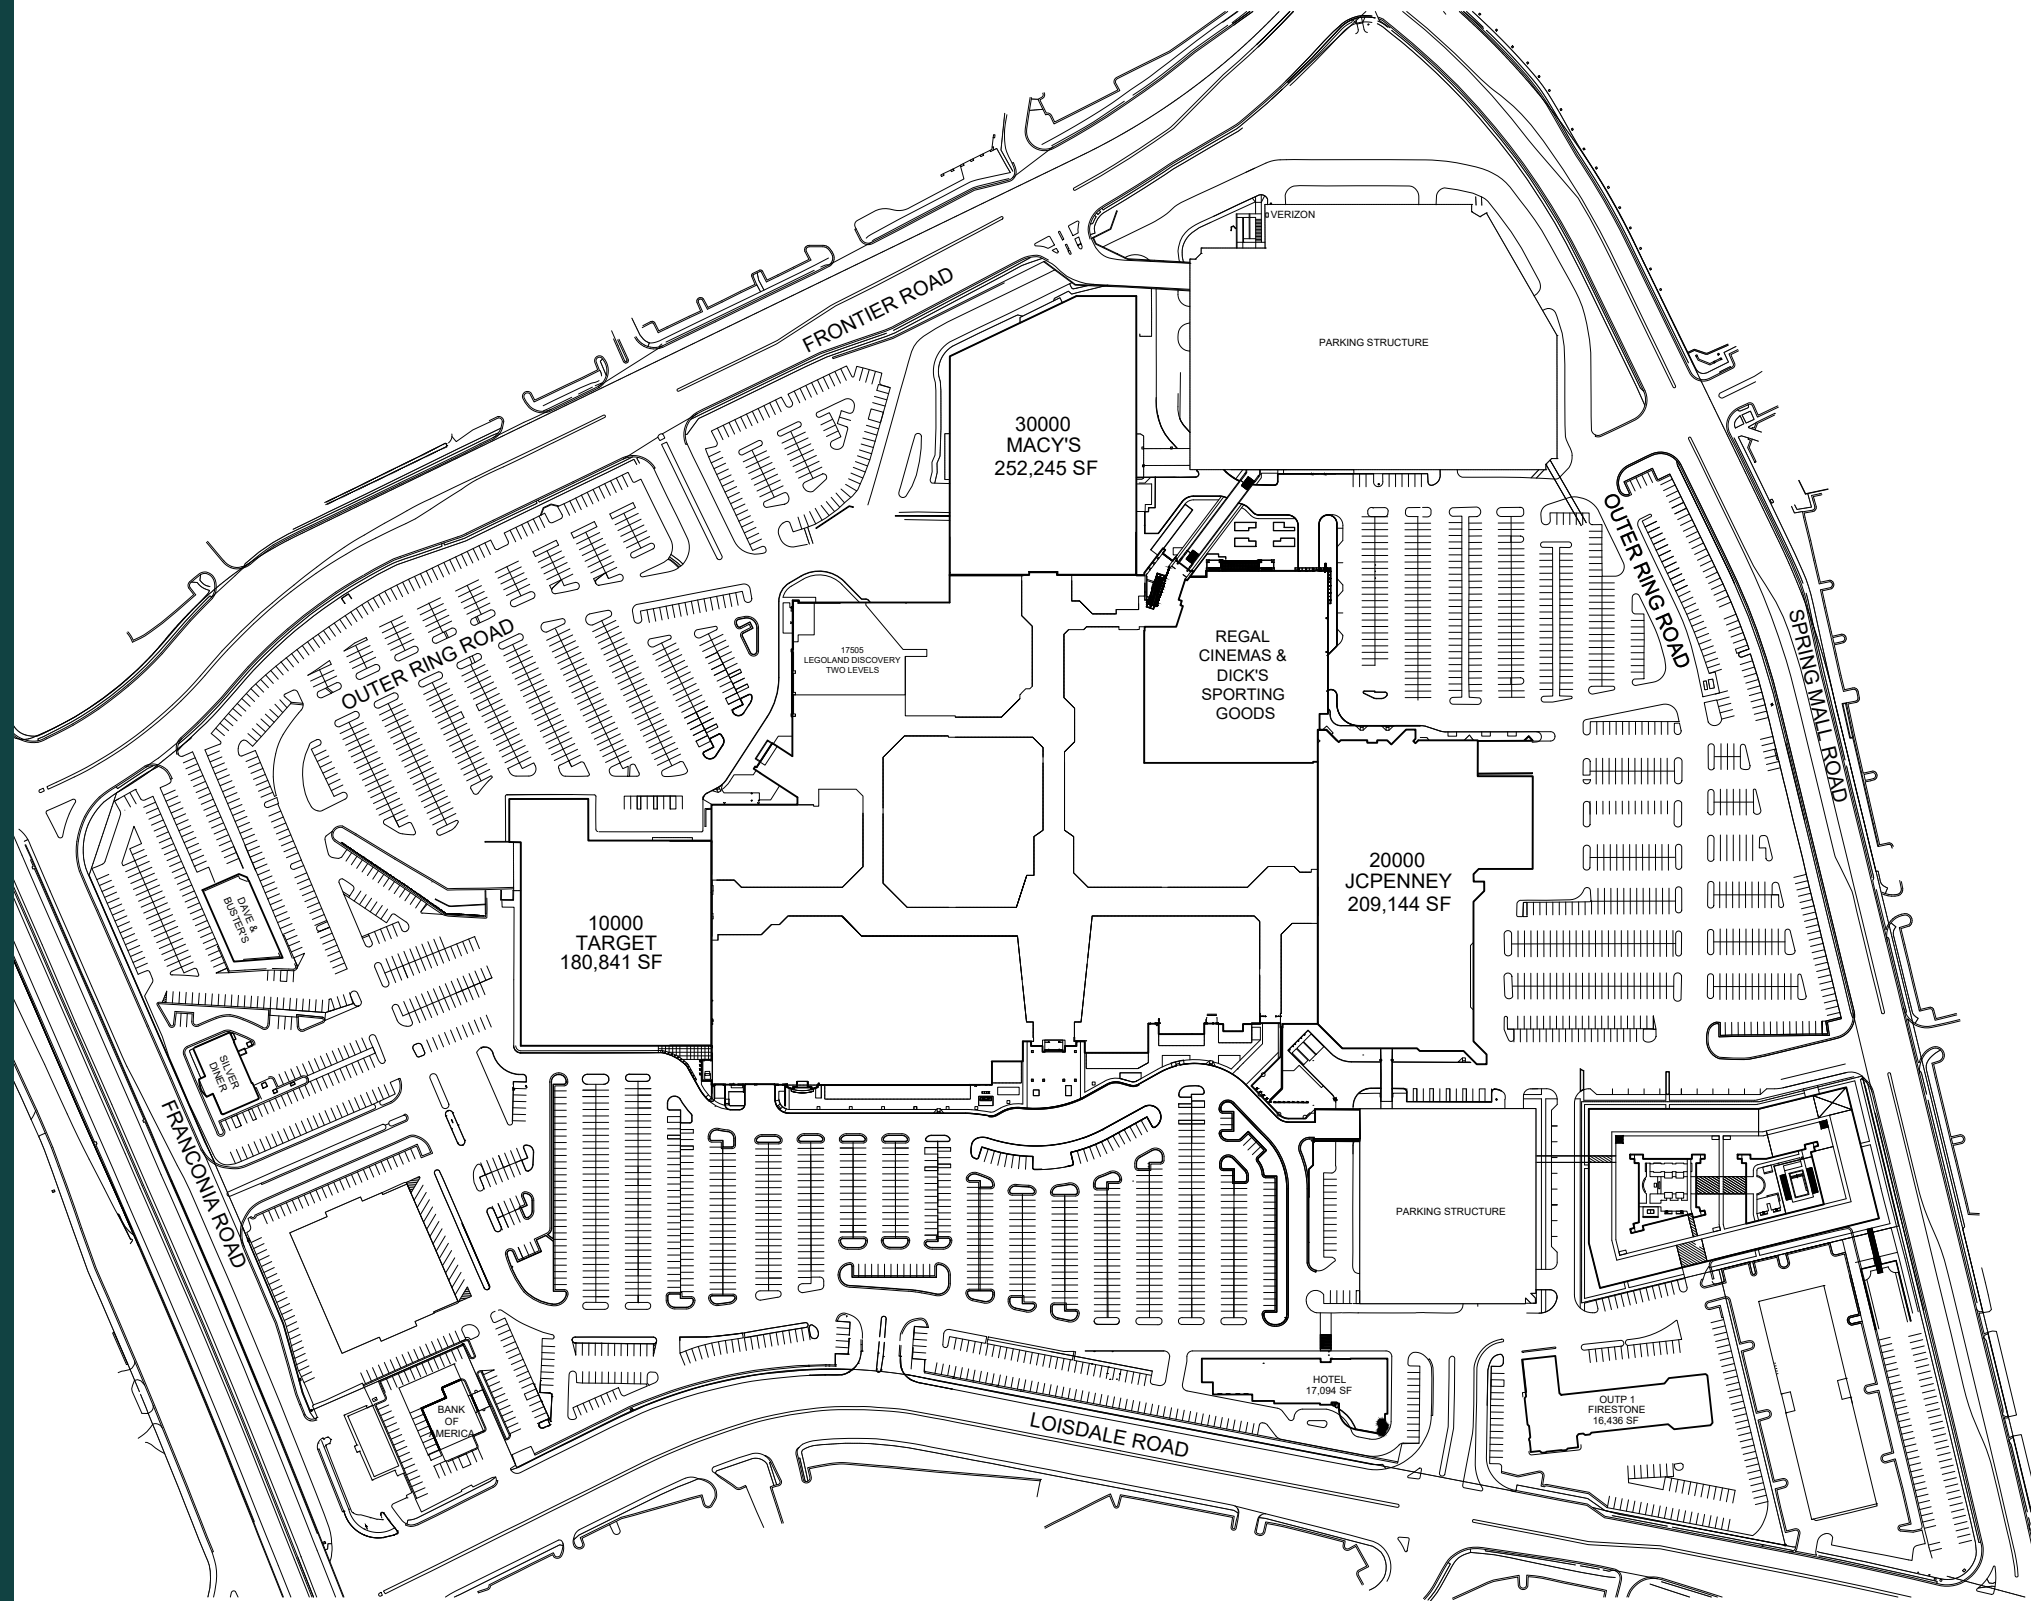 VERIZON
FRONTIER ROAD
PARKING STRUCTURE
30000
MACY'S
252,245 SF
OUTER RING ROAD
OUTER RING ROAD
SPRING MALL ROAD
REGAL
CINEMAS &
DICK'S
SPORTING
GOODS
17505
LEGOLAND DISCOVERY
TWO LEVELS
20000
JCPENNEY
209,144 SF
DAVE &
BUSTER'S
10000
TARGET
180,841 SF
SILVER
DINER
FRANCONIA ROAD
PARKING STRUCTURE
HOTEL
17,094 SF
OUTP 1
FIRESTONE
16,436 SF
BANK
OF
AMERICA
LOISDALE ROAD